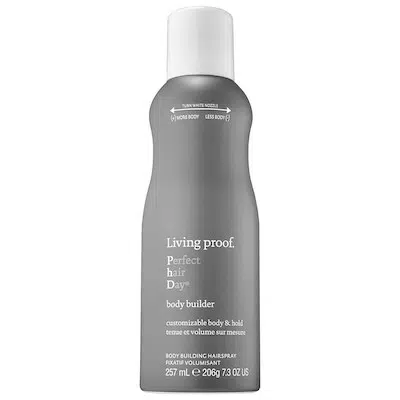 TURN WHITE NOZZLE
(+) MORE BODY LESS BODY (-)
Living proof.
Perfect
hair
Day®
body builder
customizable body & hold
tenue et volume sur mesure
BODY BUILDING HAIRSPRAY
FIXATIF VOLUMISANT
257 mL ℮ 206g 7.3 OZ US